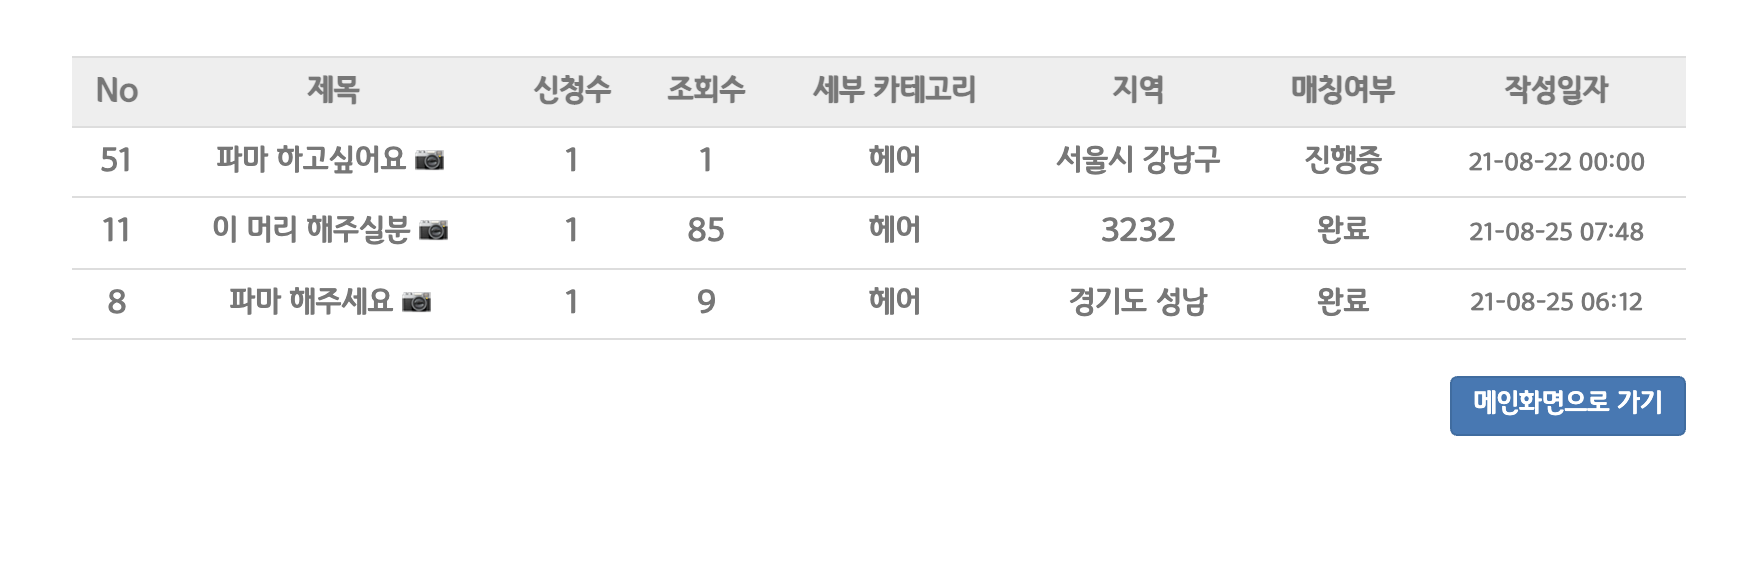 No 제목 신청수 조회수 세부 카테고리 지역 매칭여부 작성일자
51 파마 하고싶어요 📷 1 1 헤어 서울시 강남구 진행중 21-08-22 00:00
11 이 머리 해주실분 📷 1 85 헤어 3232 완료 21-08-25 07:48
8 파마 해주세요 📷 1 9 헤어 경기도 성남 완료 21-08-25 06:12
메인화면으로 가기